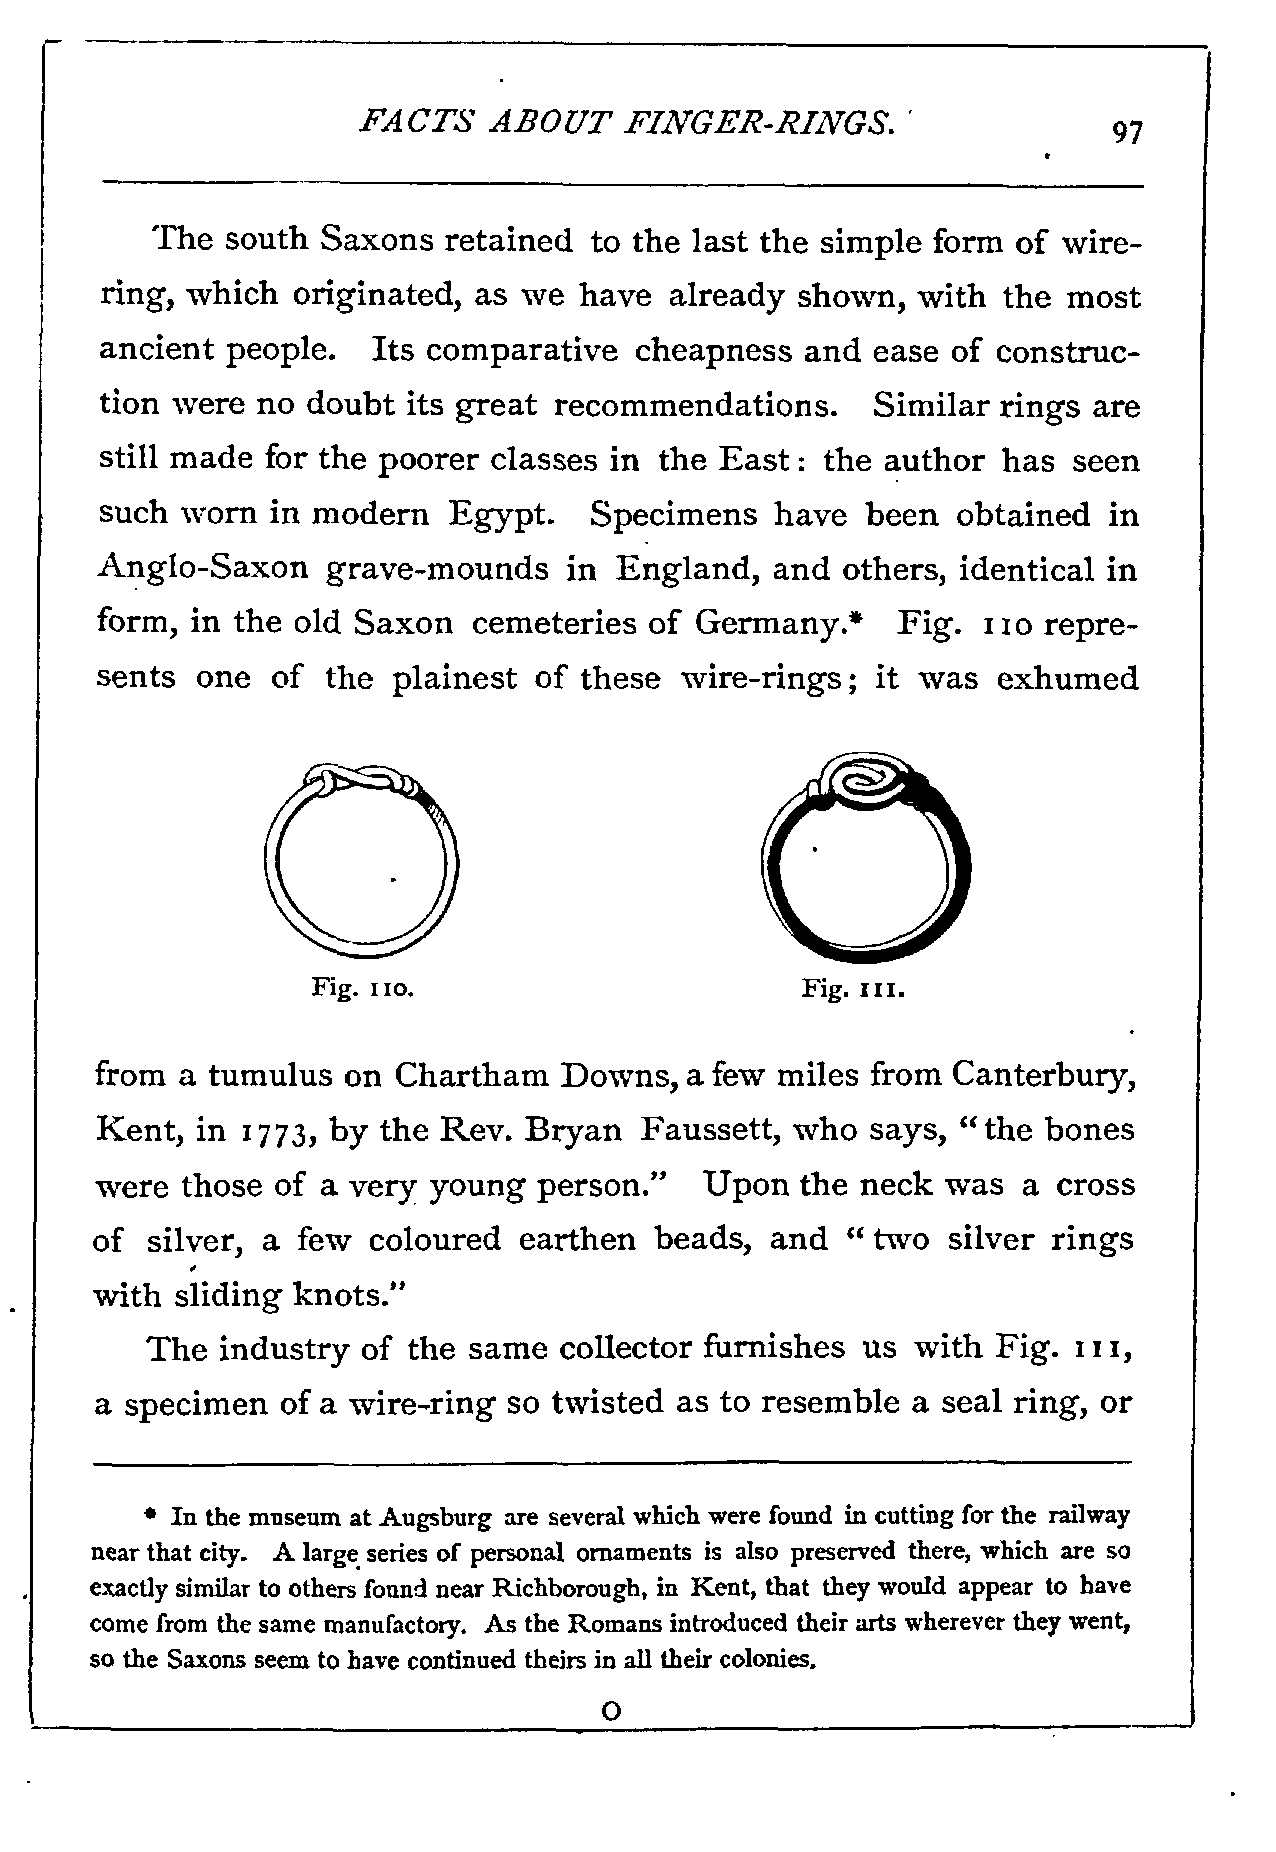 FACTS ABOUT FINGER-RINGS. 97
The south Saxons retained to the last the simple form of wire-
ring, which originated, as we have already shown, with the most
ancient people. Its comparative cheapness and ease of construc-
tion were no doubt its great recommendations. Similar rings are
still made for the poorer classes in the East: the author has seen
such worn in modern Egypt. Specimens have been obtained in
Anglo-Saxon grave-mounds in England, and others, identical in
form, in the old Saxon cemeteries of Germany.* Fig. 110 repre-
sents one of the plainest of these wire-rings; it was exhumed
Fig. 110. Fig. 111.
from a tumulus on Chartham Downs, a few miles from Canterbury,
Kent, in 1773, by the Rev. Bryan Faussett, who says, “the bones
were those of a very young person.” Upon the neck was a cross
of silver, a few coloured earthen beads, and “two silver rings
with sliding knots.”
The industry of the same collector furnishes us with Fig. 111,
a specimen of a wire-ring so twisted as to resemble a seal ring, or
* In the museum at Augsburg are several which were found in cutting for the railway
near that city. A large series of personal ornaments is also preserved there, which are so
exactly similar to others found near Richborough, in Kent, that they would appear to have
come from the same manufactory. As the Romans introduced their arts wherever they went,
so the Saxons seem to have continued theirs in all their colonies.
O